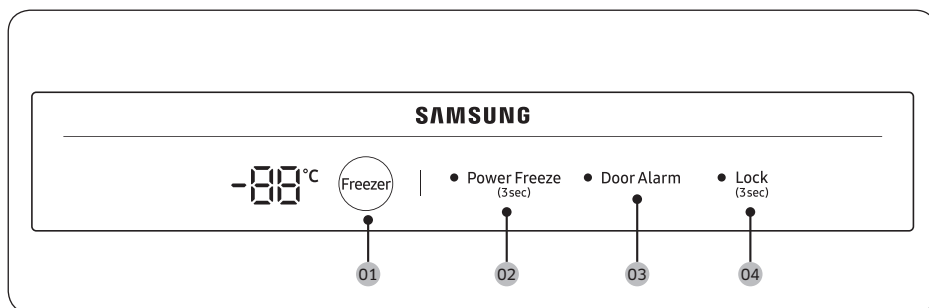 SAMSUNG
-88°C Freezer Power Freeze (3sec) Door Alarm Lock (3sec)
01 02 03 04